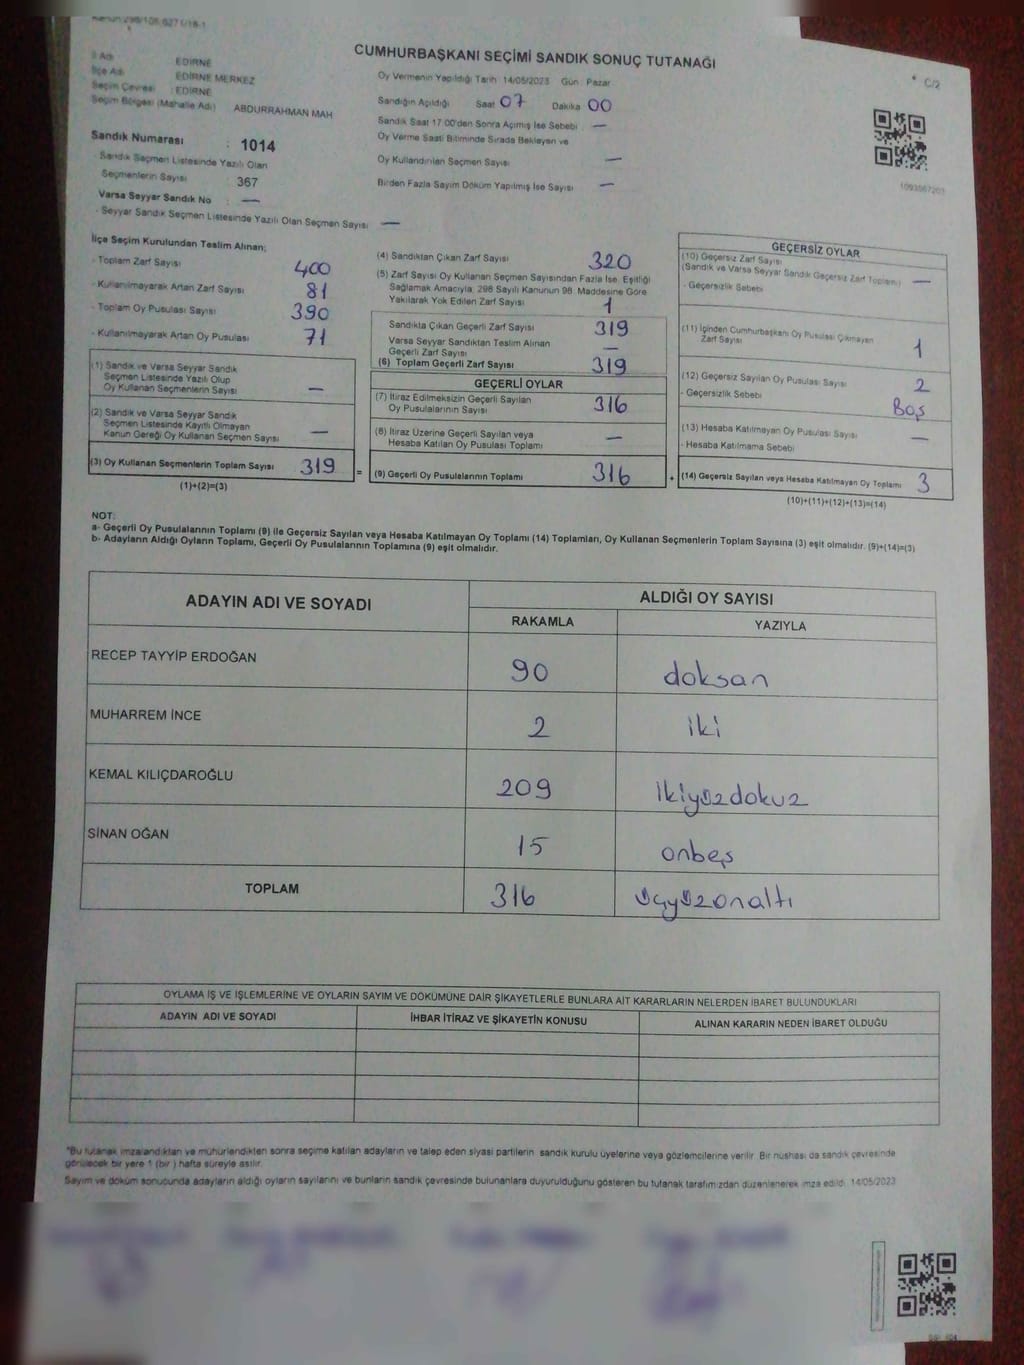 CUMHURBAŞKANI SEÇİMİ SANDIK SONUÇ TUTANAĞI
C/2
İl Adı : EDİRNE
İlçe Adı : EDİRNE MERKEZ
Seçim Çevresi : EDİRNE
Seçim Bölgesi (Mahalle Adı) : ABDURRAHMAN MAH
Sandık Numarası : 1014
Sandık Seçmen Listesinde Yazılı Olan
Seçmenlerin Sayısı : 367
Varsa Seyyar Sandık No : —
- Seyyar Sandık Seçmen Listesinde Yazılı Olan Seçmen Sayısı : —
Oy Vermenin Yapıldığı Tarih : 14/05/2023 Gün : Pazar
Sandığın Açıldığı Saat 07 Dakika 00
Sandık Saat 17:00'den Sonra Açımış İse Sebebi : —
Oy Verme Saati Bitiminde Sırada Bekleyen ve
Oy Kullandırılan Seçmen Sayısı —
Birden Fazla Sayım Döküm Yapılmış İse Sayısı —
İlçe Seçim Kurulundan Teslim Alınan;
- Toplam Zarf Sayısı 400
- Kullanılmayarak Artan Zarf Sayısı 81
- Toplam Oy Pusulası Sayısı 390
- Kullanılmayarak Artan Oy Pusulası 71
(1) Sandık ve Varsa Seyyar Sandık
Seçmen Listesinde Yazılı Olup
Oy Kullanan Seçmenlerin Sayısı —
(2) Sandık ve Varsa Seyyar Sandık
Seçmen Listesinde Kayıtlı Olmayan
Kanun Gereği Oy Kullanan Seçmen Sayısı —
(3) Oy Kullanan Seçmenlerin Toplam Sayısı 319
(1)+(2)=(3)
(4) Sandıktan Çıkan Zarf Sayısı 320
(5) Zarf Sayısı Oy Kullanan Seçmen Sayısından Fazla İse, Eşitliği
Sağlamak Amacıyla, 298 Sayılı Kanunun 98. Maddesine Göre
Yakılarak Yok Edilen Zarf Sayısı 1
Sandıkta Çıkan Geçerli Zarf Sayısı 319
Varsa Seyyar Sandıktan Teslim Alınan
Geçerli Zarf Sayısı —
(6) Toplam Geçerli Zarf Sayısı 319
GEÇERLİ OYLAR
(7) İtiraz Edilmeksizin Geçerli Sayılan
Oy Pusulalarının Sayısı 316
(8) İtiraz Üzerine Geçerli Sayılan veya
Hesaba Katılan Oy Pusulası Toplamı —
= (9) Geçerli Oy Pusulalarının Toplamı 316
GEÇERSİZ OYLAR
(10) Geçersiz Zarf Sayısı
(Sandık ve Varsa Seyyar Sandık Geçersiz Zarf Toplamı) —
- Geçersizlik Sebebi
(11) İçinden Cumhurbaşkanı Oy Pusulası Çıkmayan
Zarf Sayısı 1
(12) Geçersiz Sayılan Oy Pusulası Sayısı 2
- Geçersizlik Sebebi Boş
(13) Hesaba Katılmayan Oy Pusulası Sayısı —
- Hesaba Katılmama Sebebi
+ (14) Geçersiz Sayılan veya Hesaba Katılmayan Oy Toplamı 3
(10)+(11)+(12)+(13)=(14)
NOT:
a- Geçerli Oy Pusulalarının Toplamı (9) ile Geçersiz Sayılan veya Hesaba Katılmayan Oy Toplamı (14) Toplamları, Oy Kullanan Seçmenlerin Toplam Sayısına (3) eşit olmalıdır. (9)+(14)=(3)
b- Adayların Aldığı Oyların Toplamı, Geçerli Oy Pusulalarının Toplamına (9) eşit olmalıdır.
ADAYIN ADI VE SOYADI ALDIĞI OY SAYISI
RAKAMLA YAZIYLA
RECEP TAYYİP ERDOĞAN 90 doksan
MUHARREM İNCE 2 iki
KEMAL KILIÇDAROĞLU 209 ikiyüzdokuz
SİNAN OĞAN 15 onbeş
TOPLAM 316 üçyüzonaltı
OYLAMA İŞ VE İŞLEMLERİNE VE OYLARIN SAYIM VE DÖKÜMÜNE DAİR ŞİKAYETLERLE BUNLARA AİT KARARLARIN NELERDEN İBARET BULUNDUKLARI
ADAYIN ADI VE SOYADI İHBAR İTİRAZ VE ŞİKAYETİN KONUSU ALINAN KARARIN NEDEN İBARET OLDUĞU
"Bu tutanak imzalandıktan ve mühürlendikten sonra seçime katılan adayların ve talep eden siyasi partilerin sandık kurulu üyelerine veya gözlemcilerine verilir. Bir nüshası da sandık çevresinde
görülecek bir yere 1 (bir) hafta süreyle asılır.
Sayım ve döküm sonucunda adayların aldığı oyların sayılarını ve bunların sandık çevresinde bulunanlara duyurulduğunu gösteren bu tutanak tarafımızdan düzenlenerek imza edildi. 14/05/2023